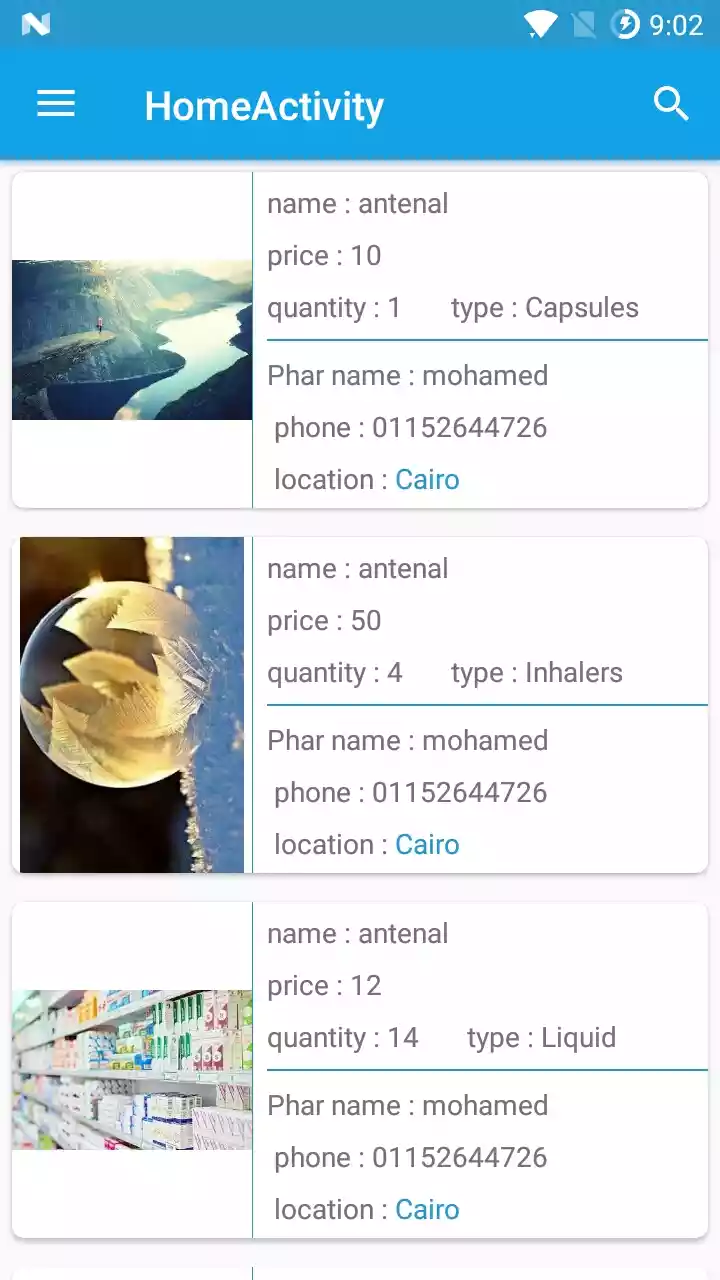 9:02
HomeActivity
name : antenal
price : 10
quantity : 1 type : Capsules
Phar name : mohamed
phone : 01152644726
location : Cairo
name : antenal
price : 50
quantity : 4 type : Inhalers
Phar name : mohamed
phone : 01152644726
location : Cairo
name : antenal
price : 12
quantity : 14 type : Liquid
Phar name : mohamed
phone : 01152644726
location : Cairo